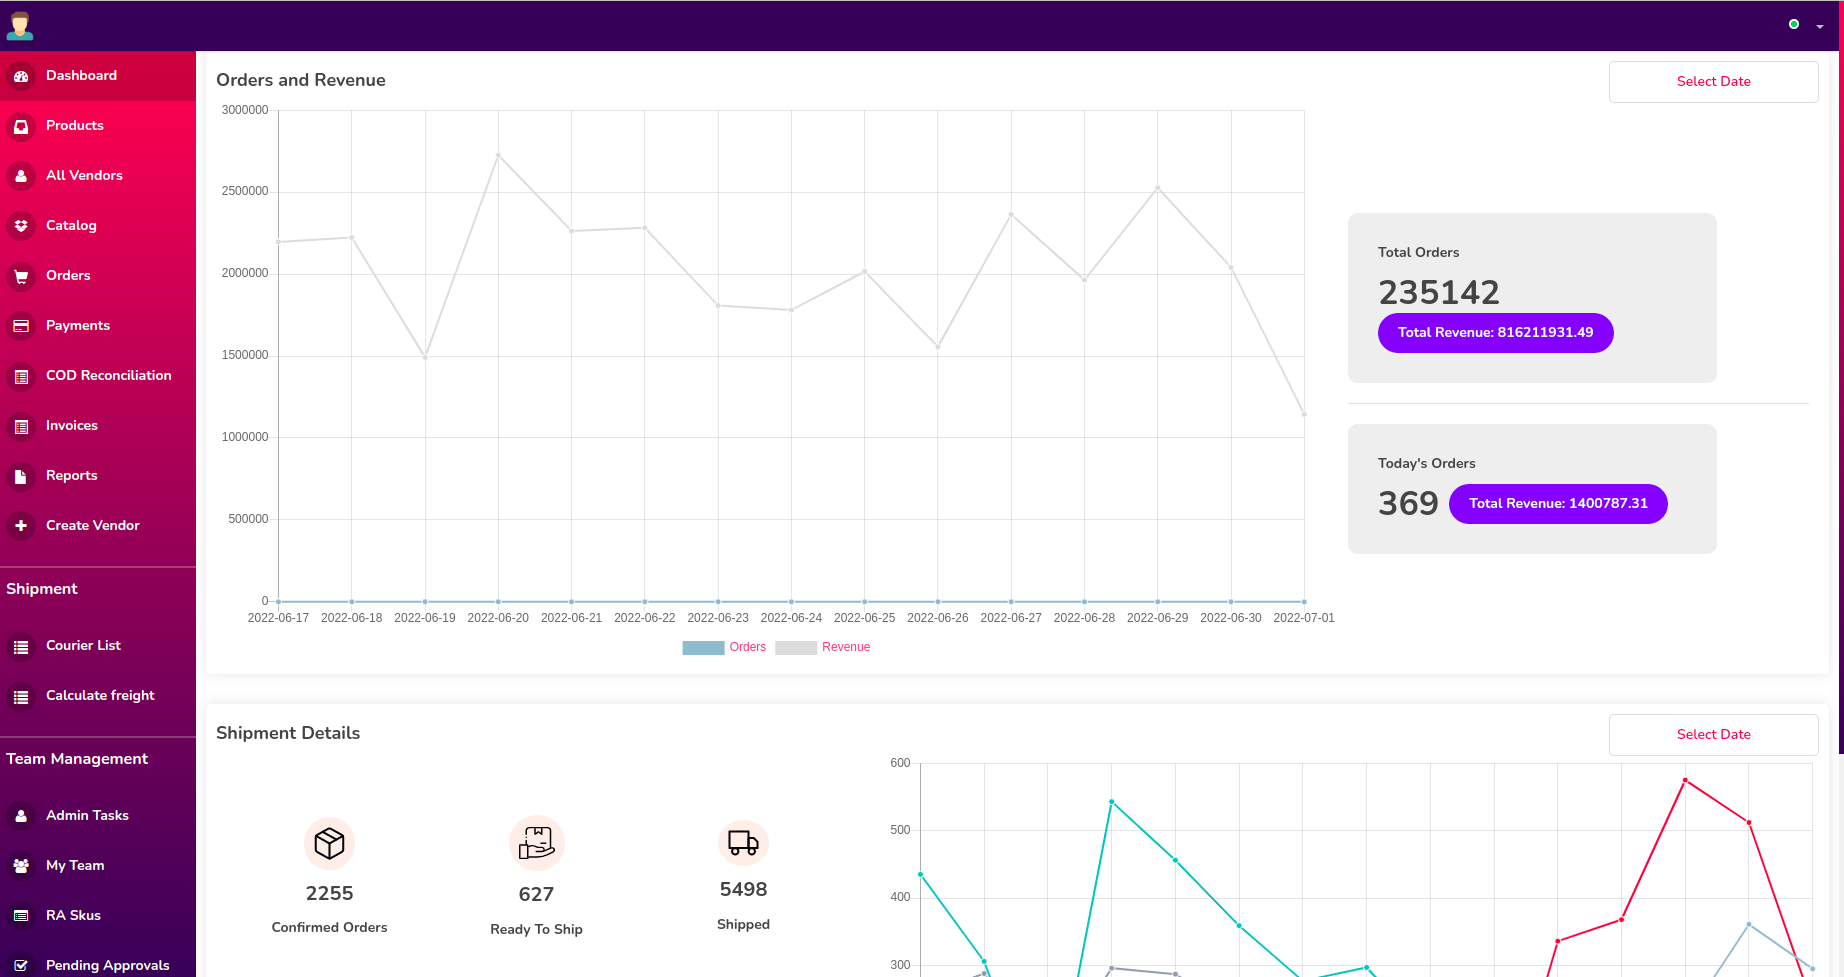 Dashboard
Products
All Vendors
Catalog
Orders
Payments
COD Reconciliation
Invoices
Reports
Create Vendor
Shipment
Courier List
Calculate freight
Team Management
Admin Tasks
My Team
RA Skus
Pending Approvals
Orders and Revenue
Select Date
3000000
2500000
2000000
1500000
1000000
500000
0
2022-06-17 2022-06-18 2022-06-19 2022-06-20 2022-06-21 2022-06-22 2022-06-23 2022-06-24 2022-06-25 2022-06-26 2022-06-27 2022-06-28 2022-06-29 2022-06-30 2022-07-01
Orders Revenue
Total Orders
235142
Total Revenue: 816211931.49
Today's Orders
369 Total Revenue: 1400787.31
Shipment Details
Select Date
2255
Confirmed Orders
627
Ready To Ship
5498
Shipped
600
500
400
300